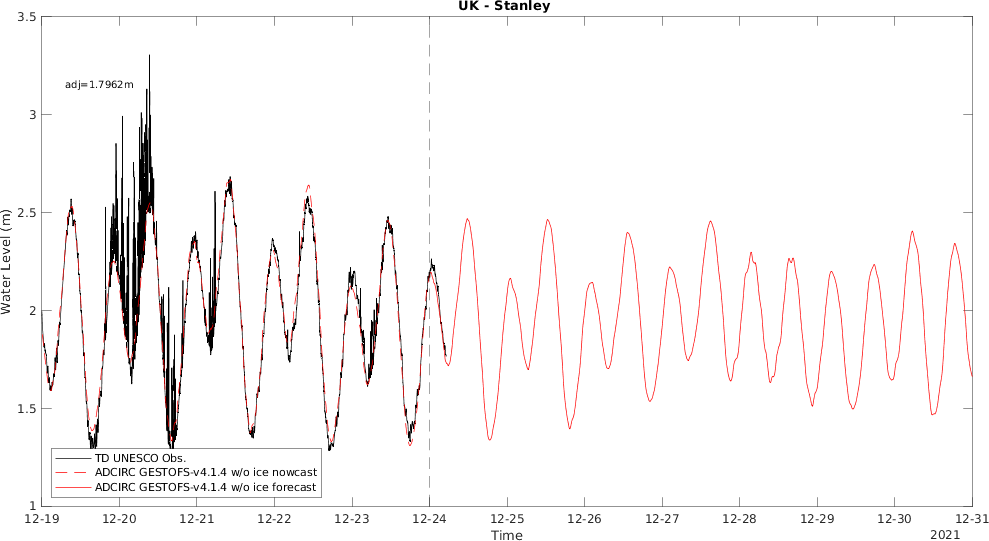 UK - Stanley
3.5
adj=1.7962m
3
2.5
Water Level (m)
2
1.5
TD UNESCO Obs.
ADCIRC GESTOFS-v4.1.4 w/o ice nowcast
ADCIRC GESTOFS-v4.1.4 w/o ice forecast
1
12-19 12-20 12-21 12-22 12-23 12-24 12-25 12-26 12-27 12-28 12-29 12-30 12-31
Time
2021